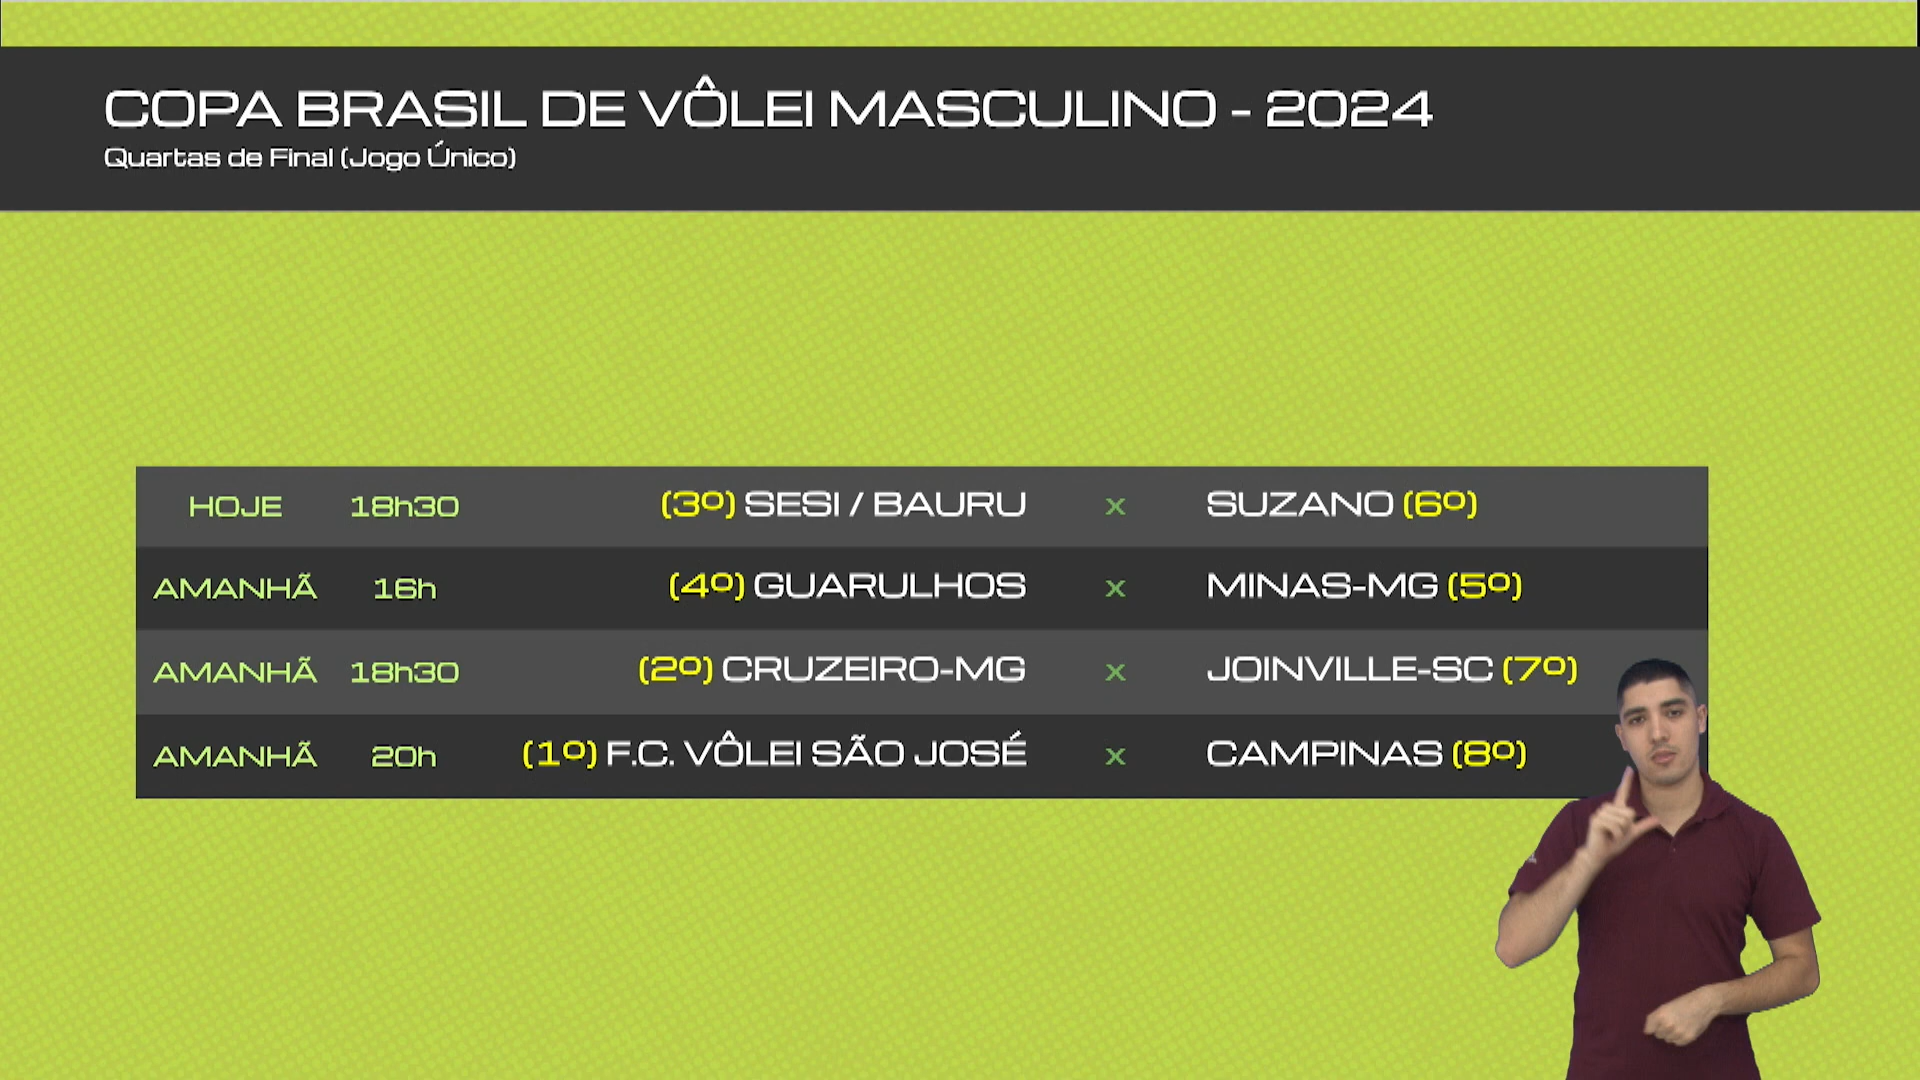 COPA BRASIL DE VÔLEI MASCULINO - 2024
Quartas de Final (Jogo Único)
HOJE 18h30 (3º) SESI / BAURU x SUZANO (6º)
AMANHÃ 16h (4º) GUARULHOS x MINAS-MG (5º)
AMANHÃ 18h30 (2º) CRUZEIRO-MG x JOINVILLE-SC (7º)
AMANHÃ 20h (1º) F.C. VÔLEI SÃO JOSÉ x CAMPINAS (8º)